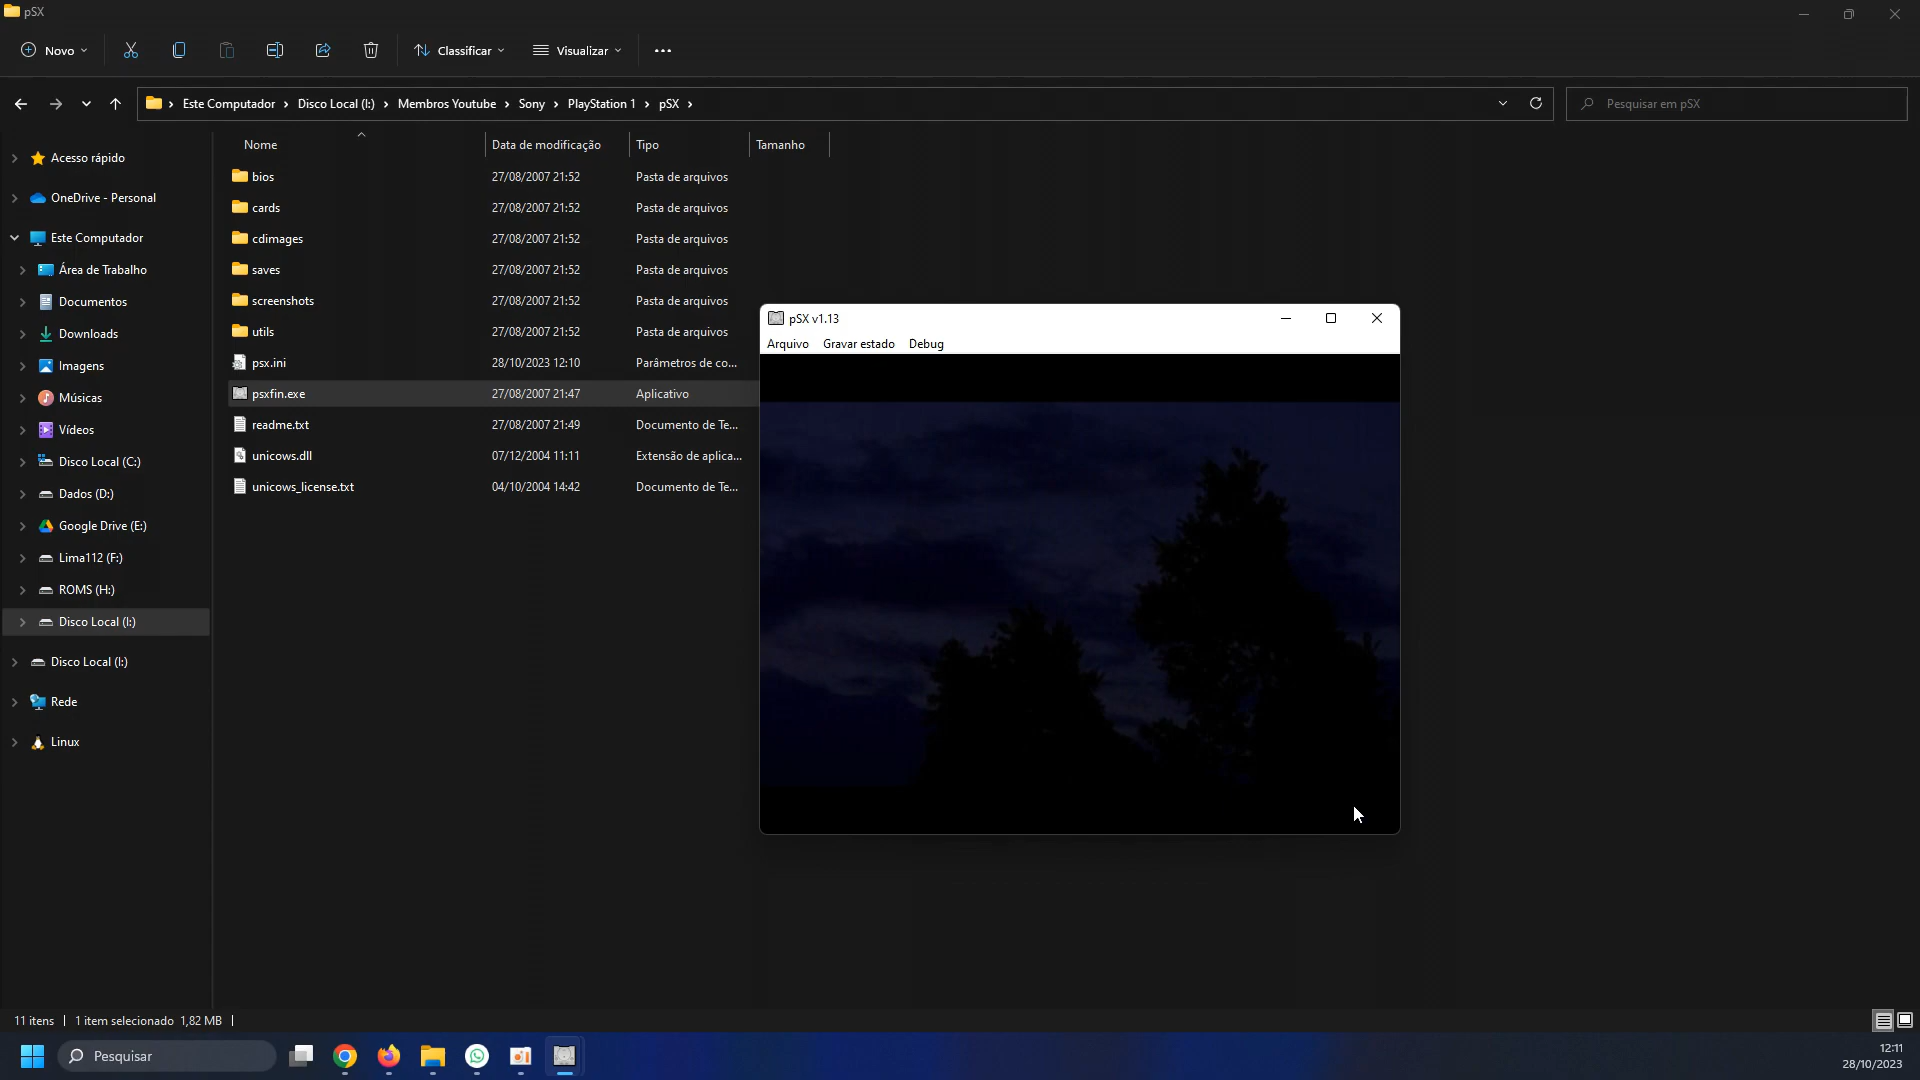 pSX
Novo
Classificar
Visualizar
Este Computador
Disco Local (I:)
Membros Youtube
Sony
PlayStation 1
pSX
Pesquisar em pSX
Nome
Data de modificação
Tipo
Tamanho
Acesso rápido
OneDrive - Personal
Este Computador
Área de Trabalho
Documentos
Downloads
Imagens
Músicas
Vídeos
Disco Local (C:)
Dados (D:)
Google Drive (E:)
Lima112 (F:)
ROMS (H:)
Disco Local (I:)
Disco Local (I:)
Rede
Linux
bios 27/08/2007 21:52 Pasta de arquivos
cards 27/08/2007 21:52 Pasta de arquivos
cdimages 27/08/2007 21:52 Pasta de arquivos
saves 27/08/2007 21:52 Pasta de arquivos
screenshots 27/08/2007 21:52 Pasta de arquivos
utils 27/08/2007 21:52 Pasta de arquivos
psx.ini 28/10/2023 12:10 Parâmetros de co...
psxfin.exe 27/08/2007 21:47 Aplicativo
readme.txt 27/08/2007 21:49 Documento de Te...
unicows.dll 07/12/2004 11:11 Extensão de aplica...
unicows_license.txt 04/10/2004 14:42 Documento de Te...
pSX v1.13
Arquivo Gravar estado Debug
11 itens 1 item selecionado 1,82 MB
Pesquisar
12:11
28/10/2023